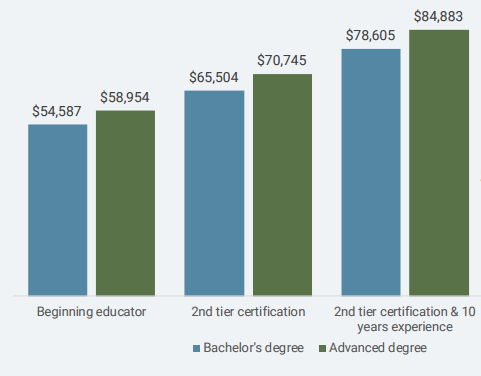 $84,883
$78,605
$70,745
$65,504
$58,954
$54,587
Beginning educator
2nd tier certification
2nd tier certification & 10
years experience
Bachelor's degree
Advanced degree